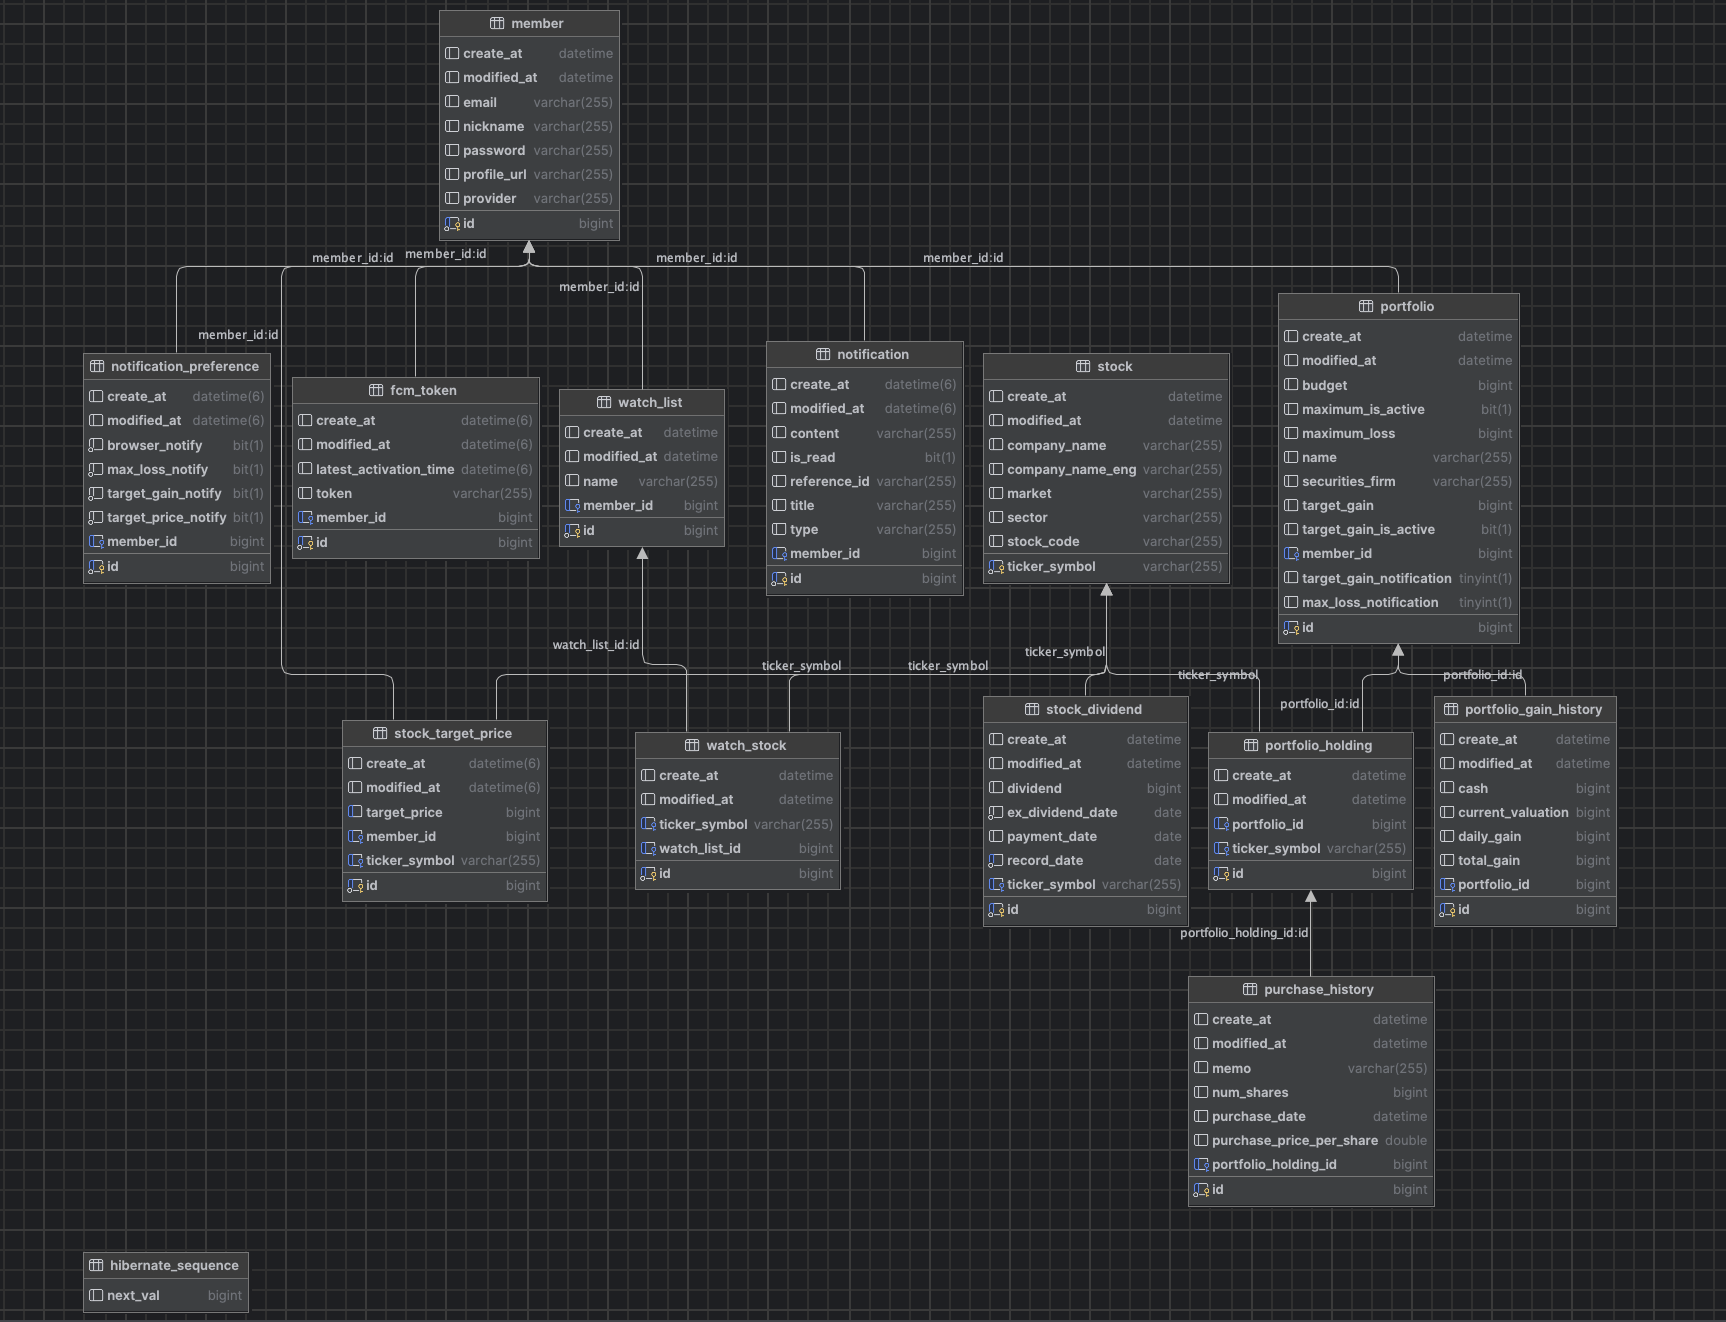 member
create_at datetime
modified_at datetime
email varchar(255)
nickname varchar(255)
password varchar(255)
profile_url varchar(255)
provider varchar(255)
id bigint
member_id:id
member_id:id
member_id:id
member_id:id
member_id:id
member_id:id
notification_preference
create_at datetime(6)
modified_at datetime(6)
browser_notify bit(1)
max_loss_notify bit(1)
target_gain_notify bit(1)
target_price_notify bit(1)
member_id bigint
id bigint
fcm_token
create_at datetime(6)
modified_at datetime(6)
latest_activation_time datetime(6)
token varchar(255)
member_id bigint
id bigint
watch_list
create_at datetime
modified_at datetime
name varchar(255)
member_id bigint
id bigint
notification
create_at datetime(6)
modified_at datetime(6)
content varchar(255)
is_read bit(1)
reference_id varchar(255)
title varchar(255)
type varchar(255)
member_id bigint
id bigint
stock
create_at datetime
modified_at datetime
company_name varchar(255)
company_name_eng varchar(255)
market varchar(255)
sector varchar(255)
stock_code varchar(255)
ticker_symbol varchar(255)
portfolio
create_at datetime
modified_at datetime
budget bigint
maximum_is_active bit(1)
maximum_loss bigint
name varchar(255)
securities_firm varchar(255)
target_gain bigint
target_gain_is_active bit(1)
member_id bigint
target_gain_notification tinyint(1)
max_loss_notification tinyint(1)
id bigint
watch_list_id:id
ticker_symbol
ticker_symbol
ticker_symbol
ticker_symbol
portfolio_id:id
portfolio_id:id
stock_target_price
create_at datetime(6)
modified_at datetime(6)
target_price bigint
member_id bigint
ticker_symbol varchar(255)
id bigint
watch_stock
create_at datetime
modified_at datetime
ticker_symbol varchar(255)
watch_list_id bigint
id bigint
stock_dividend
create_at datetime
modified_at datetime
dividend bigint
ex_dividend_date date
payment_date date
record_date date
ticker_symbol varchar(255)
id bigint
portfolio_holding
create_at datetime
modified_at datetime
portfolio_id bigint
ticker_symbol varchar(255)
id bigint
portfolio_gain_history
create_at datetime
modified_at datetime
cash bigint
current_valuation bigint
daily_gain bigint
total_gain bigint
portfolio_id bigint
id bigint
portfolio_holding_id:id
purchase_history
create_at datetime
modified_at datetime
memo varchar(255)
num_shares bigint
purchase_date datetime
purchase_price_per_share double
portfolio_holding_id bigint
id bigint
hibernate_sequence
next_val bigint